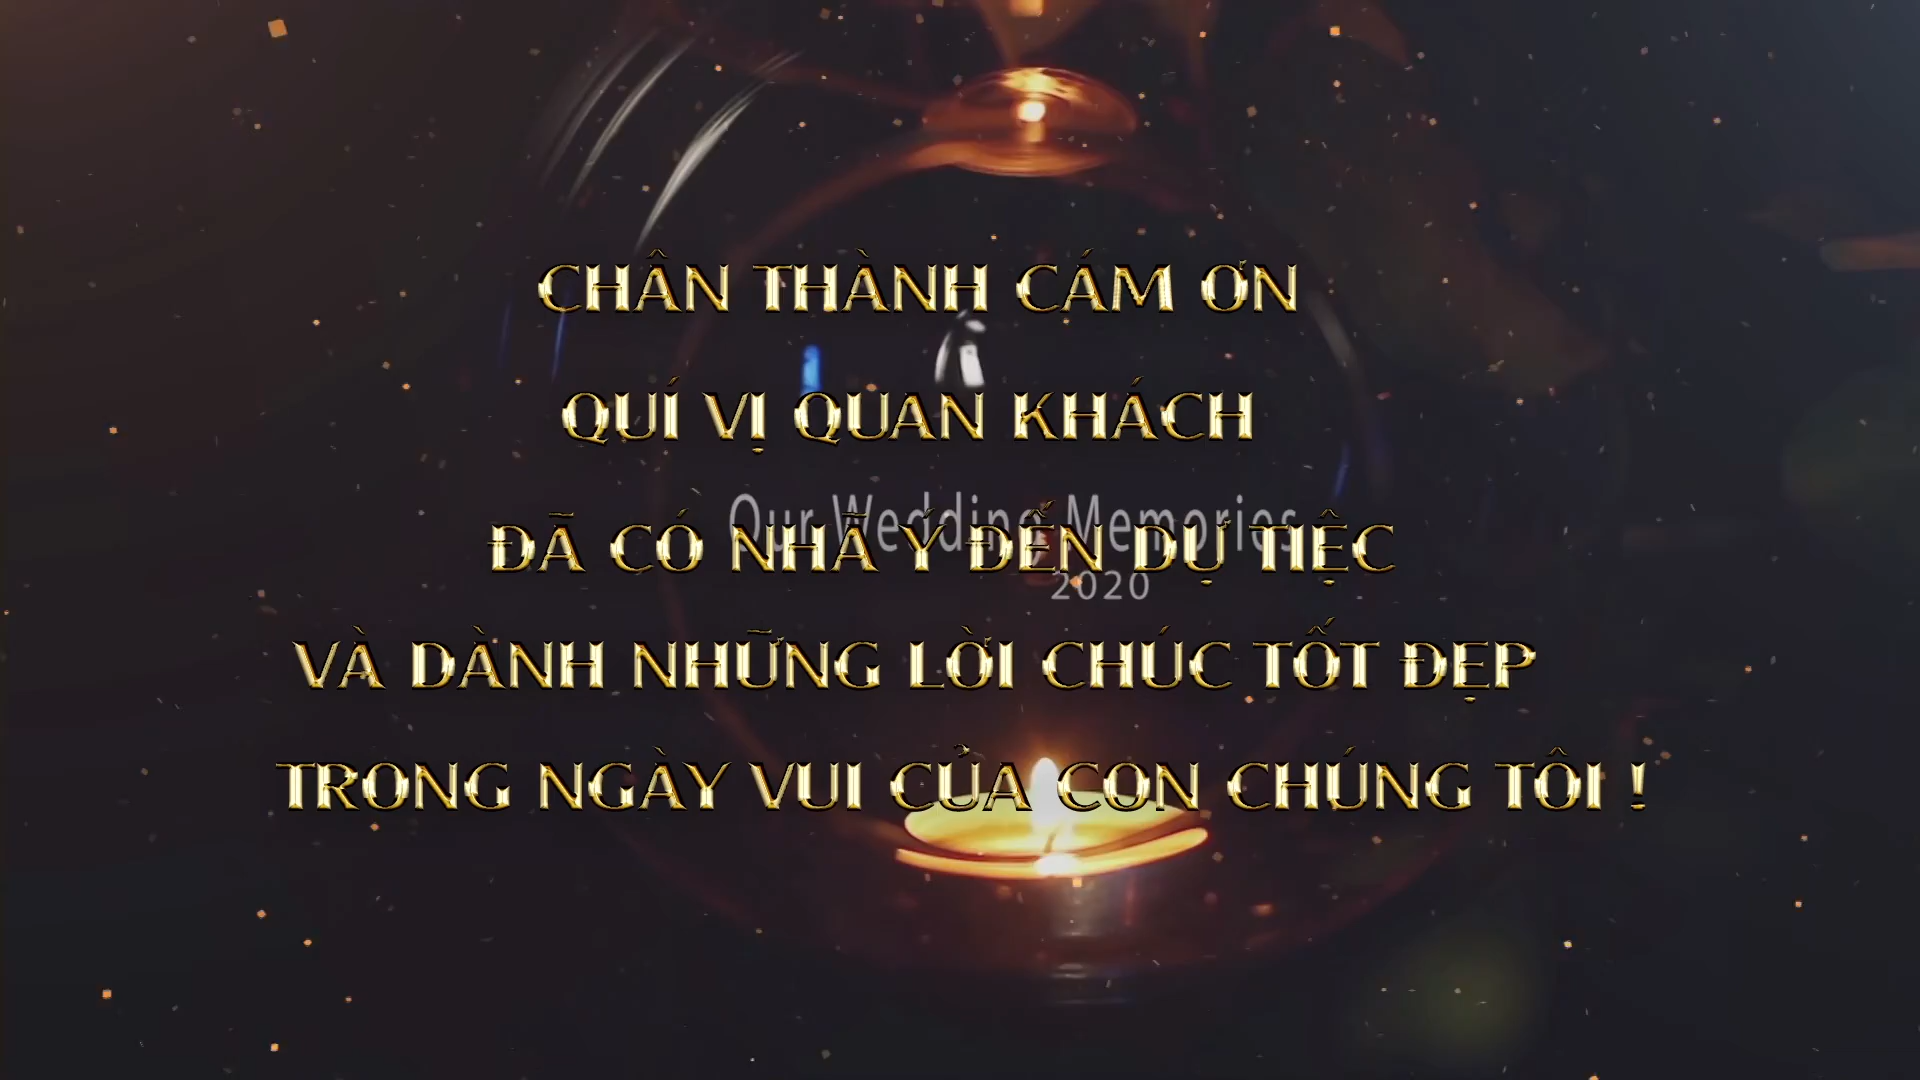 CHÂN THÀNH CÁM ƠN
QUÍ VỊ QUAN KHÁCH
Our Wedding Memories
ĐÃ CÓ NHÃ Ý ĐẾN DỰ TIỆC
2020
VÀ DÀNH NHỮNG LỜI CHÚC TỐT ĐẸP
TRONG NGÀY VUI CỦA CON CHÚNG TÔI !